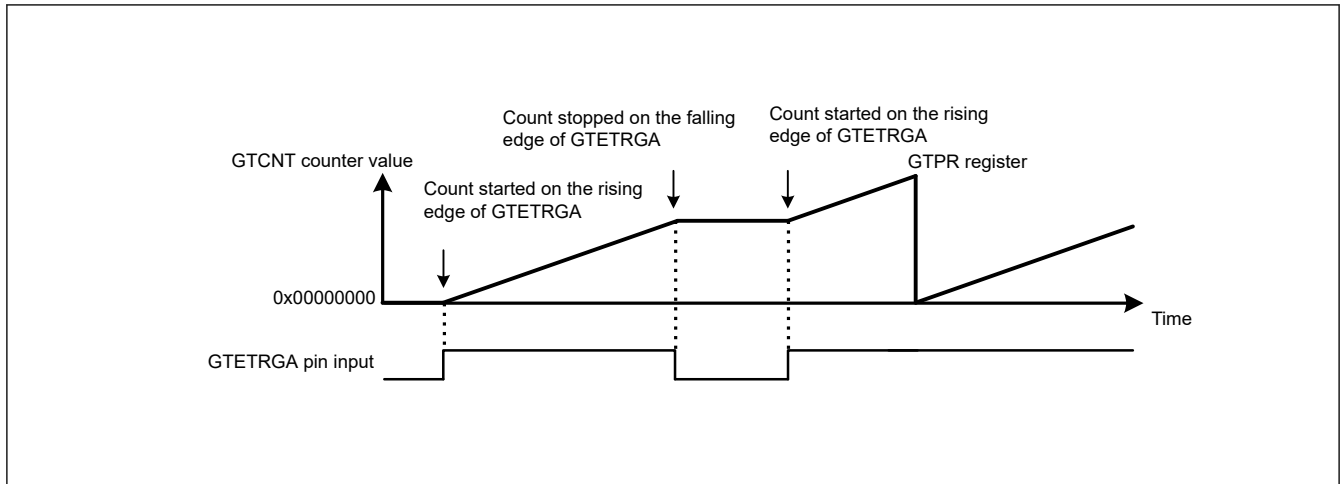 Count stopped on the falling
edge of GTETRGA
Count started on the rising
edge of GTETRGA
GTCNT counter value
GTPR register
Count started on the rising
edge of GTETRGA
0x00000000
Time
GTETRGA pin input